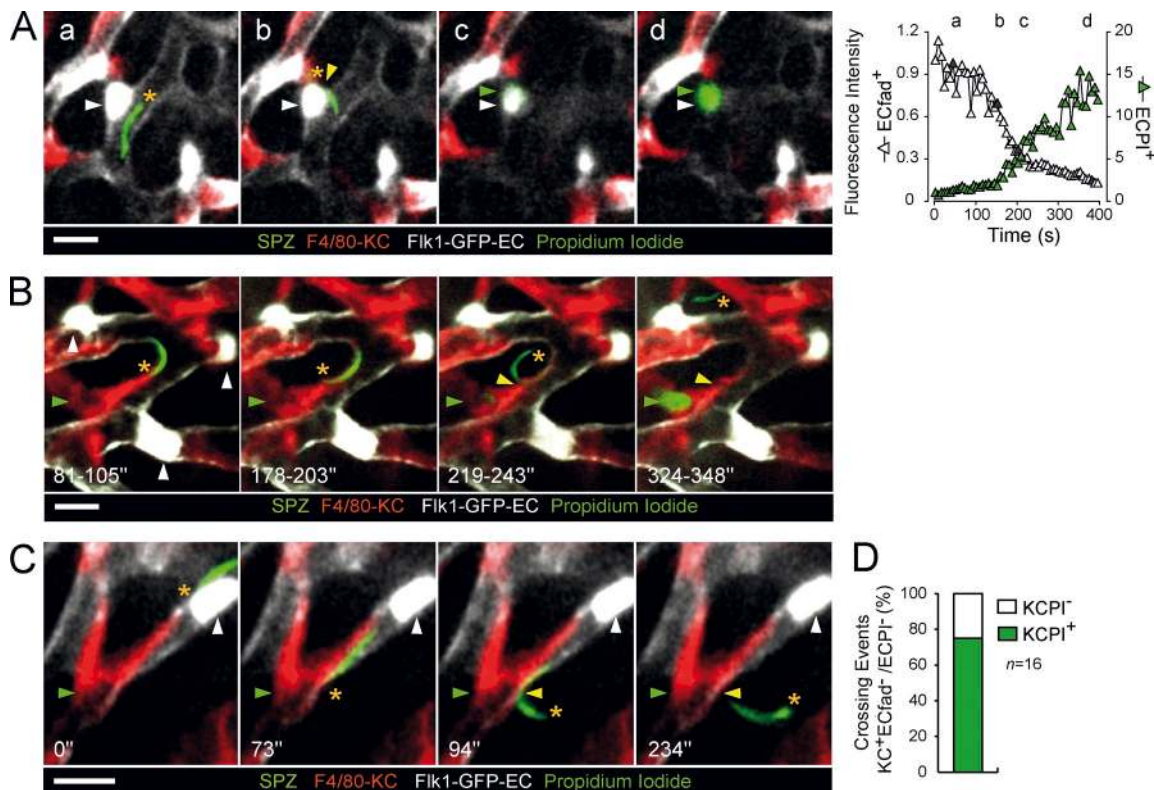 A
a b c d
SPZ F4/80-KC Flk1-GFP-EC Propidium Iodide
a b c d
Fluorescence Intensity
-Δ- ECfad+
1.2
0.9
0.6
0.3
0
20
15
10
5
0
ECPI+
0 100 200 300 400
Time (s)
B
* * * *
81-105" 178-203" 219-243" 324-348"
SPZ F4/80-KC Flk1-GFP-EC Propidium Iodide
C
* * * *
0" 73" 94" 234"
SPZ F4/80-KC Flk1-GFP-EC Propidium Iodide
D
Crossing Events
KC+ECfad-/ECPI- (%)
100
80
60
40
20
0
KCPI-
KCPI+
n=16